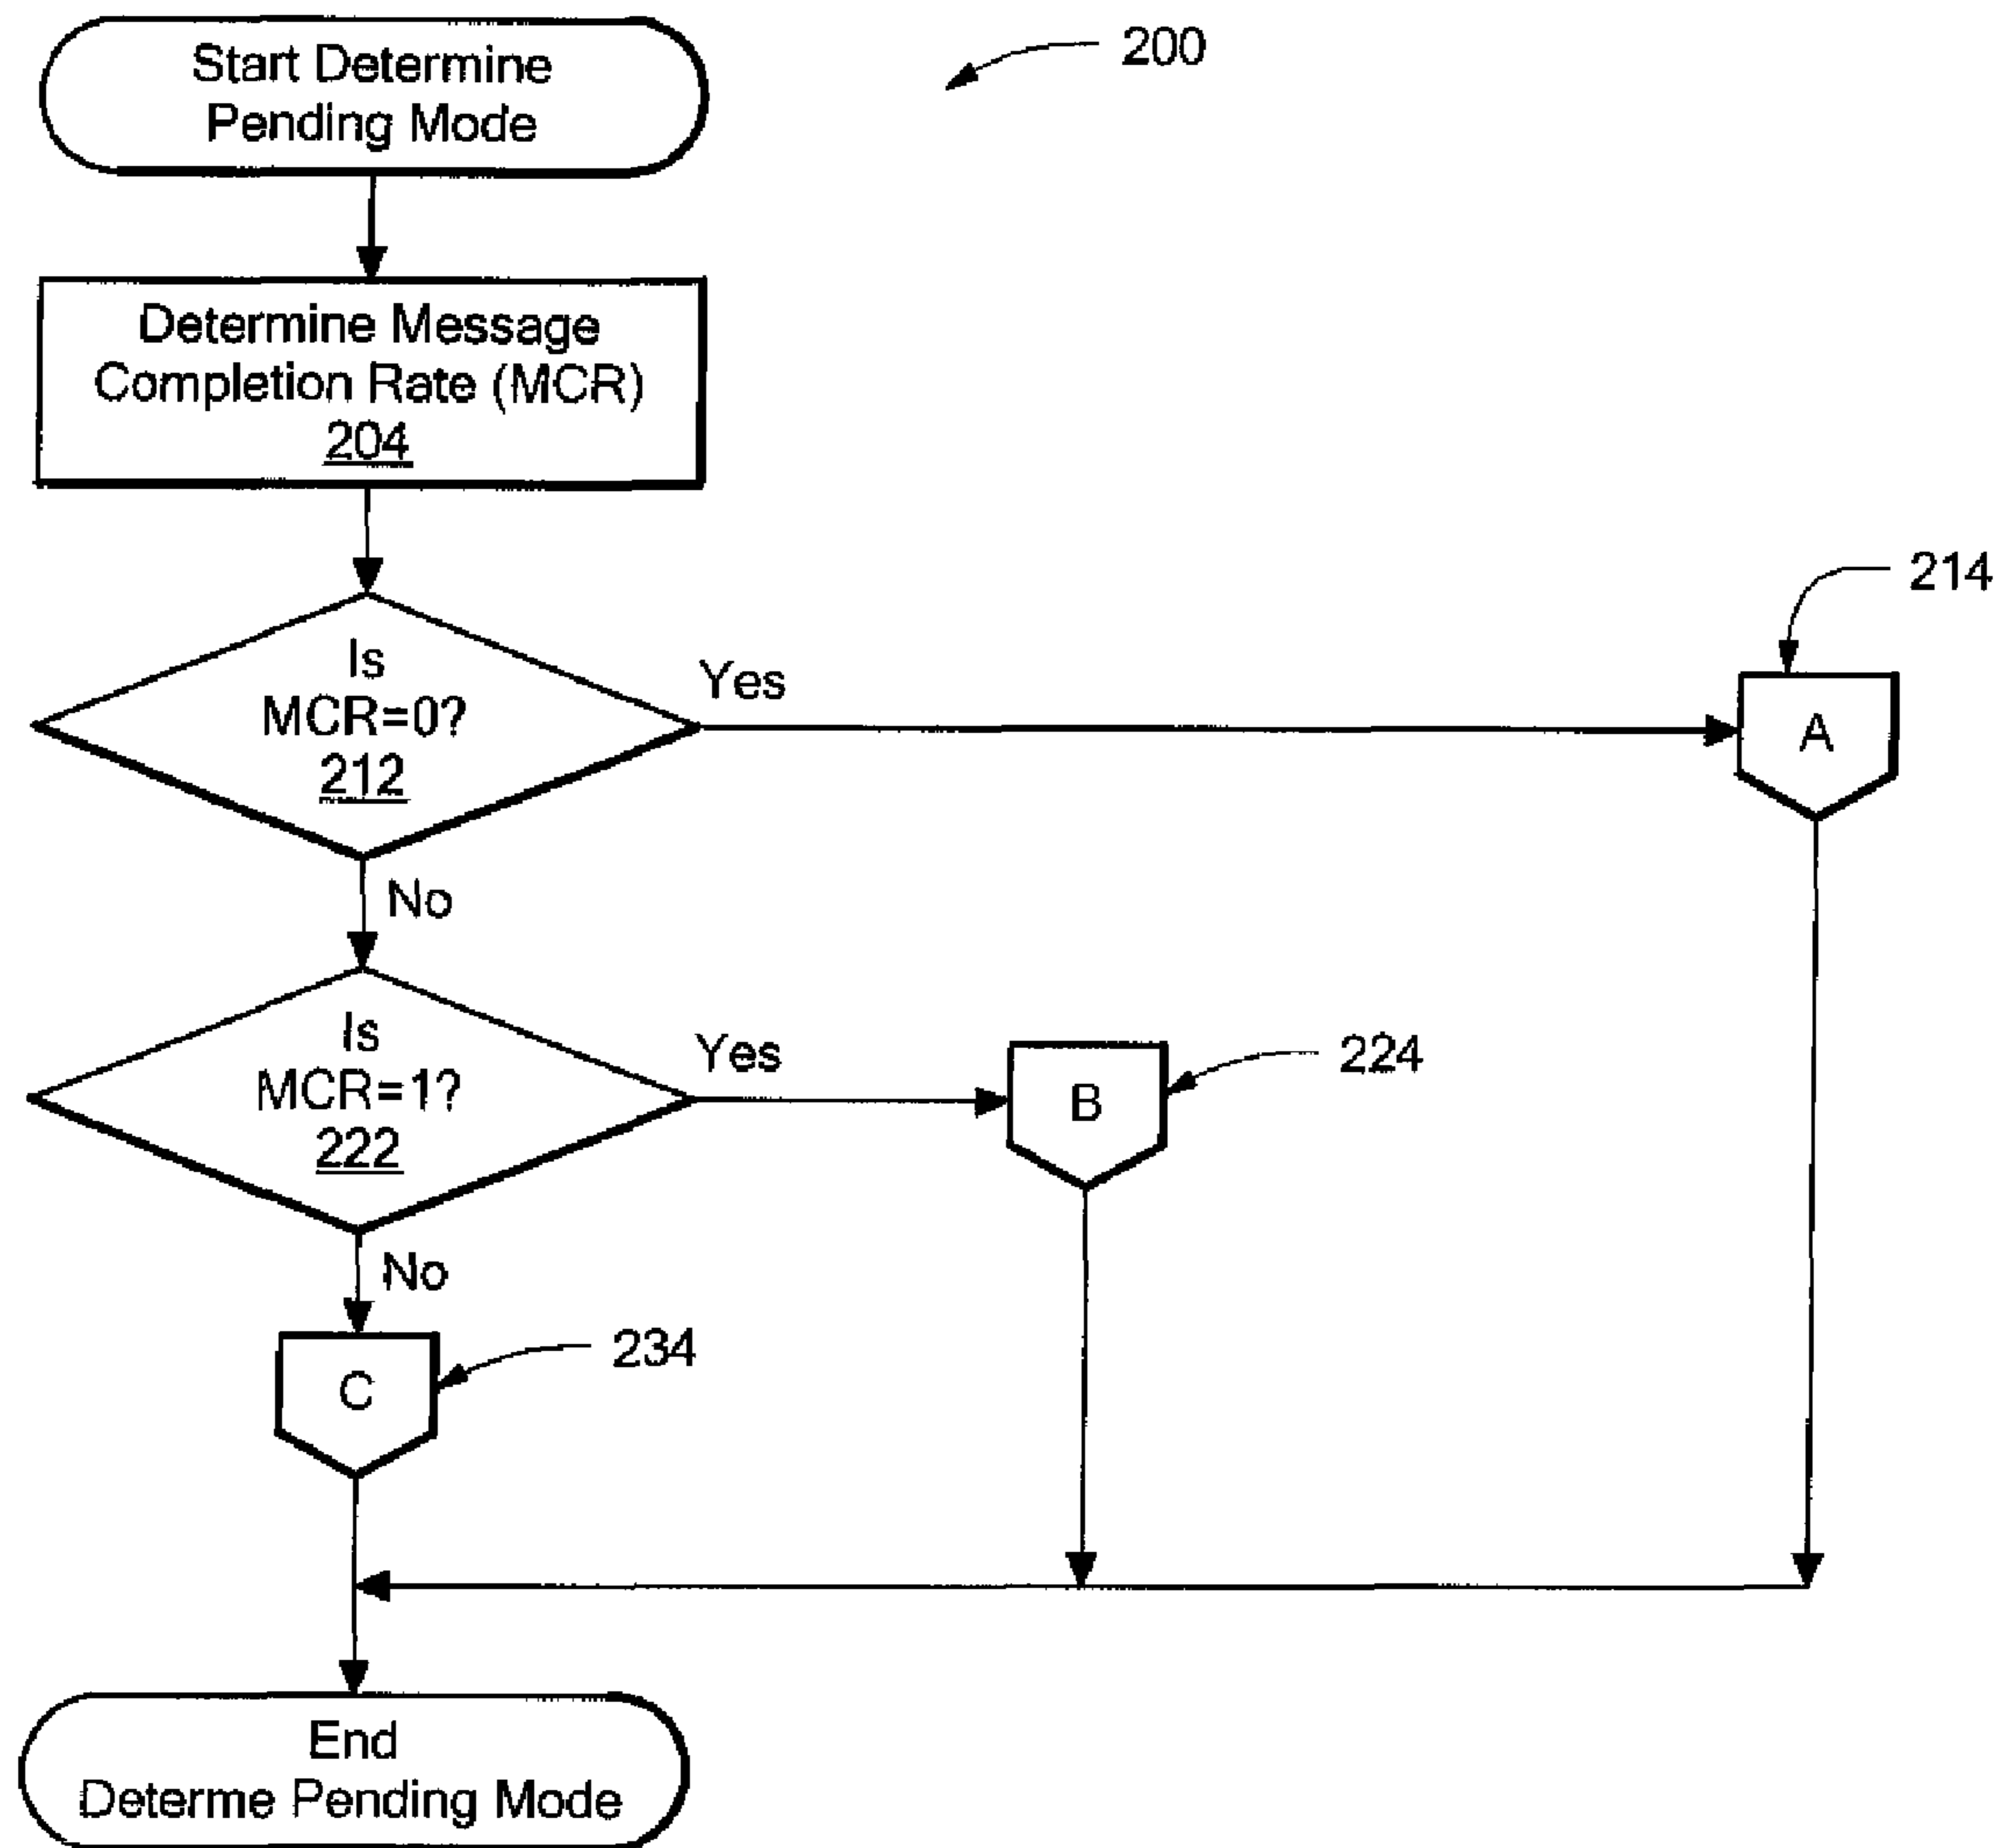 Start Determine
Pending Mode
200
Determine Message
Completion Rate (MCR)
204
214
Is
MCR=0?
212
Yes
A
No
Is
MCR=1?
222
Yes
B
224
No
C
234
End
Determe Pending Mode